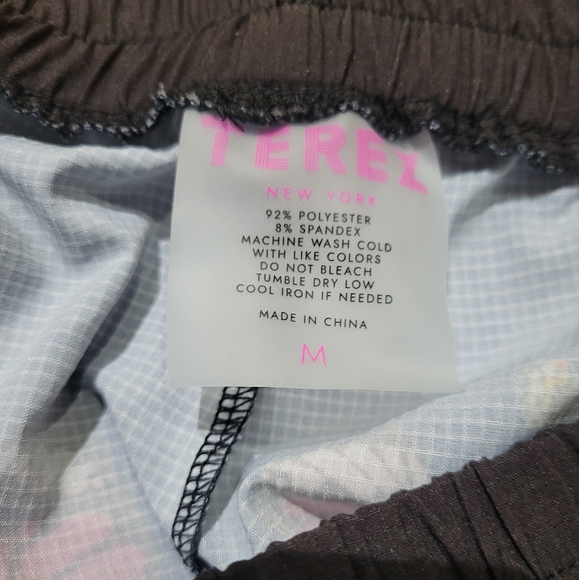 TEREZ
NEW YORK
92% POLYESTER
8% SPANDEX
MACHINE WASH COLD
WITH LIKE COLORS
DO NOT BLEACH
TUMBLE DRY LOW
COOL IRON IF NEEDED
MADE IN CHINA
M